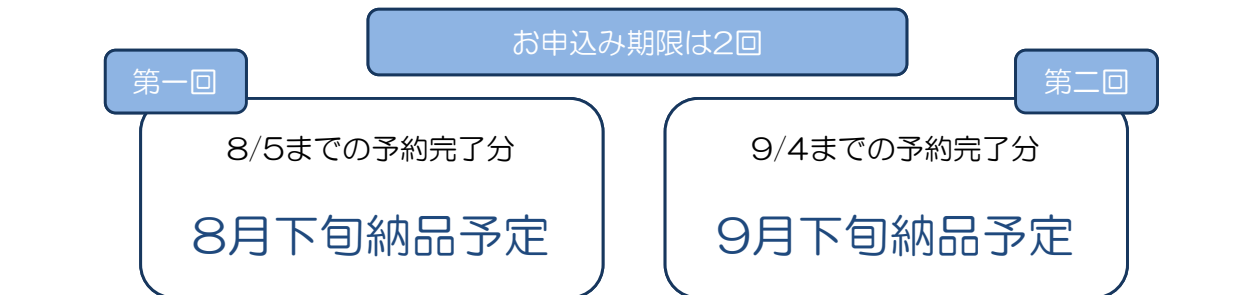 お申込み期限は2回
第一回
8/5までの予約完了分
8月下旬納品予定
第二回
9/4までの予約完了分
9月下旬納品予定